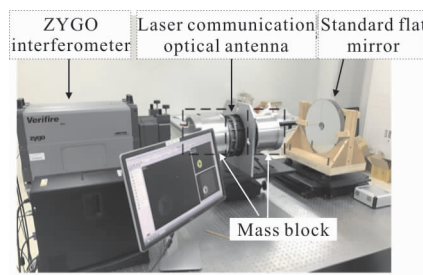 ZYGO
interferometer
Laser communication
optical antenna
Standard flat
mirror
Verifire
zygo
Mass block